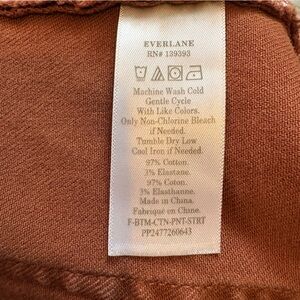 EVERLANE
RN# 139393
Machine Wash Cold
Gentle Cycle
With Like Colors.
Only Non-Chlorine Bleach
if Needed.
Tumble Dry Low
Cool Iron if Needed.
97% Cotton.
3% Elastane.
97% Coton.
3% Elasthanne.
Made in China.
Fabriqué en Chine.
F-BTM-CTN-PNT-STRT
PP2477260643